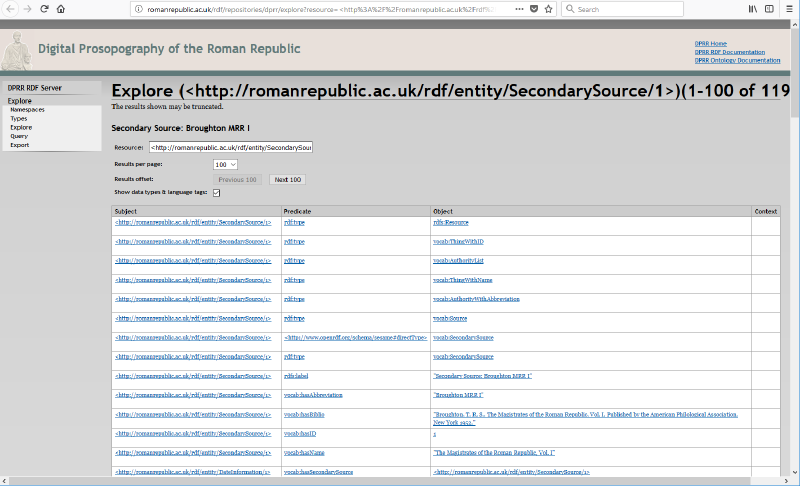 romanrepublic.ac.uk/rdf/repositories/dprr/explore?resource=<http%3A%2F%2Fromanrepublic.ac.uk%2Frdf%
Search
Digital Prosopography of the Roman Republic
DPRR Home
DPRR RDF Documentation
DPRR Ontology Documentation
DPRR RDF Server
Explore
Namespaces
Types
Explore
Query
Export
Explore (<http://romanrepublic.ac.uk/rdf/entity/SecondarySource/1>)(1-100 of 119
The results shown may be truncated.
Secondary Source: Broughton MRR I
Resource: <http://romanrepublic.ac.uk/rdf/entity/SecondarySou
Results per page: 100
Results offset: Previous 100 Next 100
Show data types & language tags:
Subject Predicate Object Context
<http://romanrepublic.ac.uk/rdf/entity/SecondarySource/1> rdf:type rdfs:Resource
<http://romanrepublic.ac.uk/rdf/entity/SecondarySource/1> rdf:type vocab:ThingWithID
<http://romanrepublic.ac.uk/rdf/entity/SecondarySource/1> rdf:type vocab:AuthorityList
<http://romanrepublic.ac.uk/rdf/entity/SecondarySource/1> rdf:type vocab:ThingWithName
<http://romanrepublic.ac.uk/rdf/entity/SecondarySource/1> rdf:type vocab:AuthorityWithAbbreviation
<http://romanrepublic.ac.uk/rdf/entity/SecondarySource/1> rdf:type vocab:Source
<http://romanrepublic.ac.uk/rdf/entity/SecondarySource/1> <http://www.openrdf.org/schema/sesame#directType> vocab:SecondarySource
<http://romanrepublic.ac.uk/rdf/entity/SecondarySource/1> rdf:type vocab:SecondarySource
<http://romanrepublic.ac.uk/rdf/entity/SecondarySource/1> rdfs:label "Secondary Source: Broughton MRR I"
<http://romanrepublic.ac.uk/rdf/entity/SecondarySource/1> vocab:hasAbbreviation "Broughton MRR I"
<http://romanrepublic.ac.uk/rdf/entity/SecondarySource/1> vocab:hasBiblio "Broughton, T. R. S., The Magistrates of the Roman Republic, Vol. I, Published by the American Philological Association,
New York 1952."
<http://romanrepublic.ac.uk/rdf/entity/SecondarySource/1> vocab:hasID 1
<http://romanrepublic.ac.uk/rdf/entity/SecondarySource/1> vocab:hasName "The Magistrates of the Roman Republic, Vol. I"
<http://romanrepublic.ac.uk/rdf/entity/DateInformation/1> vocab:hasSecondarySource <http://romanrepublic.ac.uk/rdf/entity/SecondarySource/1>